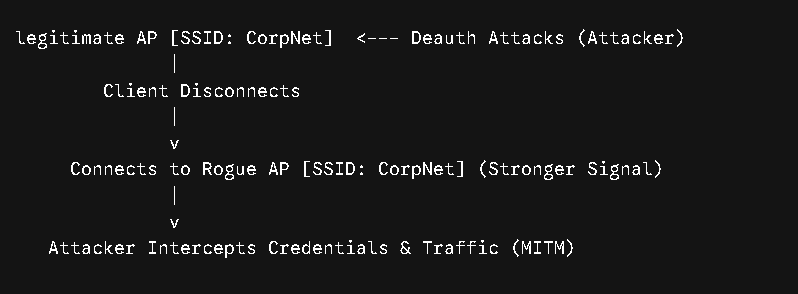 legitimate AP [SSID: CorpNet]  <--- Deauth Attacks (Attacker)
|
Client Disconnects
|
v
Connects to Rogue AP [SSID: CorpNet] (Stronger Signal)
|
v
Attacker Intercepts Credentials & Traffic (MITM)